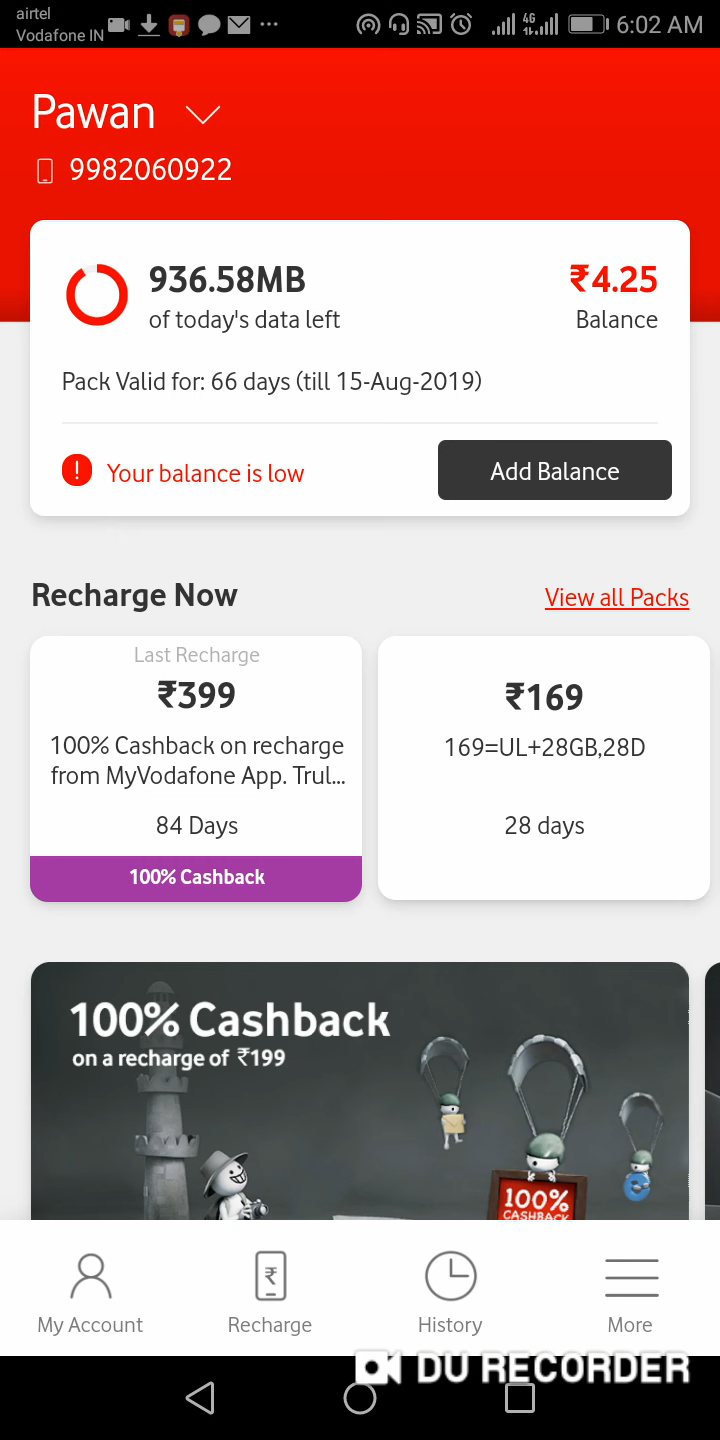 airtel
Vodafone IN
4G
6:02 AM
Pawan
9982060922
936.58MB
of today's data left
₹4.25
Balance
Pack Valid for: 66 days (till 15-Aug-2019)
! Your balance is low
Add Balance
Recharge Now
View all Packs
Last Recharge
₹399
100% Cashback on recharge
from MyVodafone App. Trul...
84 Days
100% Cashback
₹169
169=UL+28GB,28D
28 days
100% Cashback
on a recharge of ₹199
100%
CASHBACK
₹
My Account
Recharge
History
More
DU RECORDER